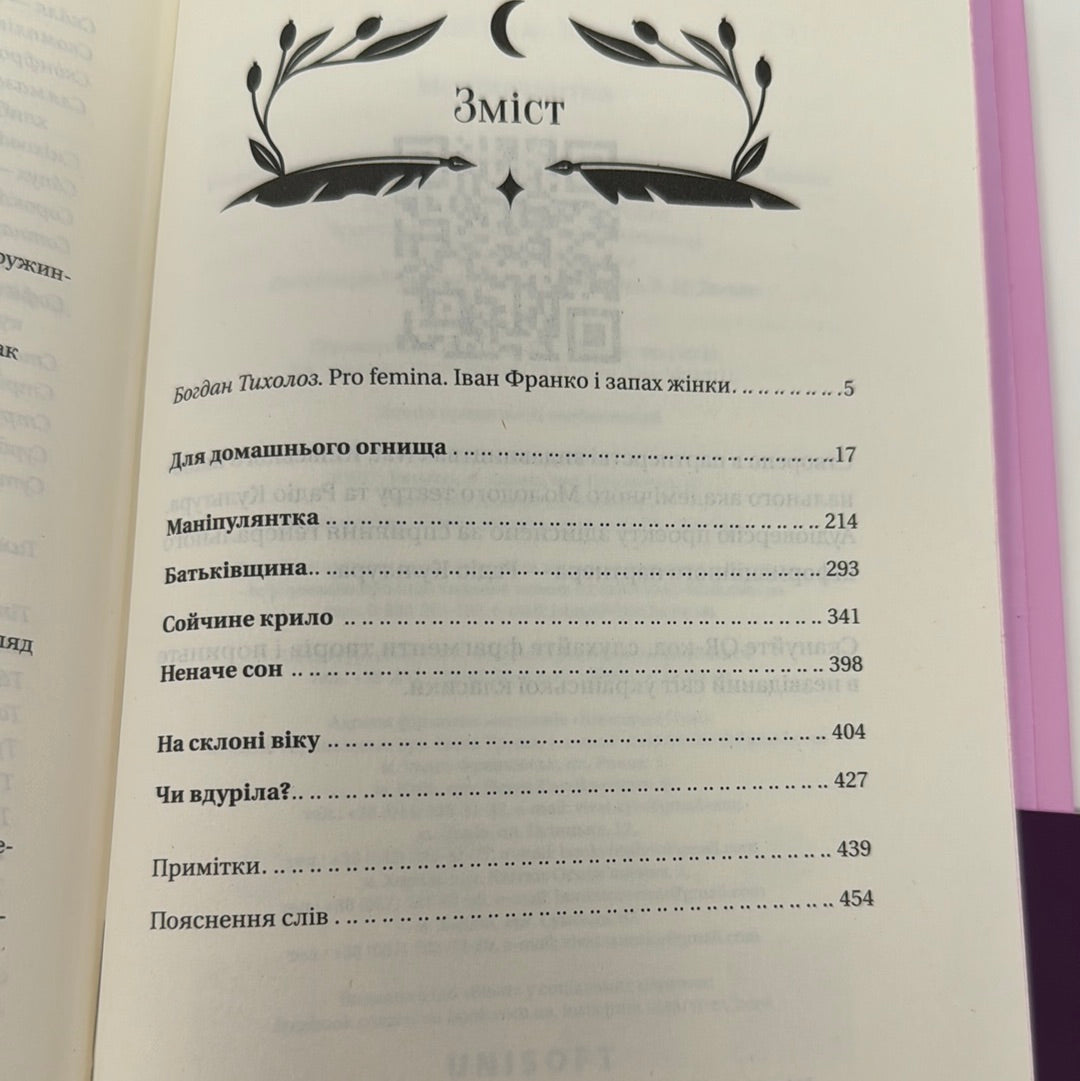 Зміст
Богдан Тихолоз. Pro femina. Іван Франко і запах жінки. .. .. .. .. .. .5
Для домашнього огнища . .. .. .. .. .. .. .. .. .. .. .. .. .. .. .. .. .. .. .. .. ..17
Маніпулянтка .. .. .. .. .. .. .. .. .. .. .. .. .. .. .. .. .. .. .. .. .. .. .. .. .. .. .. .. 214
Батьківщина.. .. .. .. .. .. .. .. .. .. .. .. .. .. .. .. .. .. .. .. .. .. .. .. .. .. .. .. .. 293
Сойчине крило .. .. .. .. .. .. .. .. .. .. .. .. .. .. .. .. .. .. .. .. .. .. .. .. .. .. .. 341
Неначе сон .. .. .. .. .. .. .. .. .. .. .. .. .. .. .. .. .. .. .. .. .. .. .. .. .. .. .. .. .. .. 398
На склоні віку .. .. .. .. .. .. .. .. .. .. .. .. .. .. .. .. .. .. .. .. .. .. .. .. .. .. .. .. 404
Чи вдуріла?.. .. .. .. .. .. .. .. .. .. .. .. .. .. .. .. .. .. .. .. .. .. .. .. .. .. .. .. .. .. 427
Примітки. .. .. .. .. .. .. .. .. .. .. .. .. .. .. .. .. .. .. .. .. .. .. .. .. .. .. .. .. .. .. .. 439
Пояснення слів . .. .. .. .. .. .. .. .. .. .. .. .. .. .. .. .. .. .. .. .. .. .. .. .. .. .. .. 454